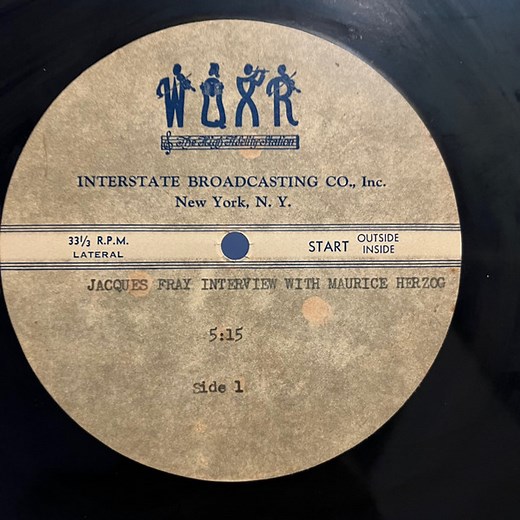 WQXR
The High Fidelity Station
INTERSTATE BROADCASTING CO., Inc.
New York, N. Y.
33⅓ R.P.M.
LATERAL
START OUTSIDE
INSIDE
JACQUES FRAY INTERVIEW WITH MAURICE HERZOG
5:15
Side 1